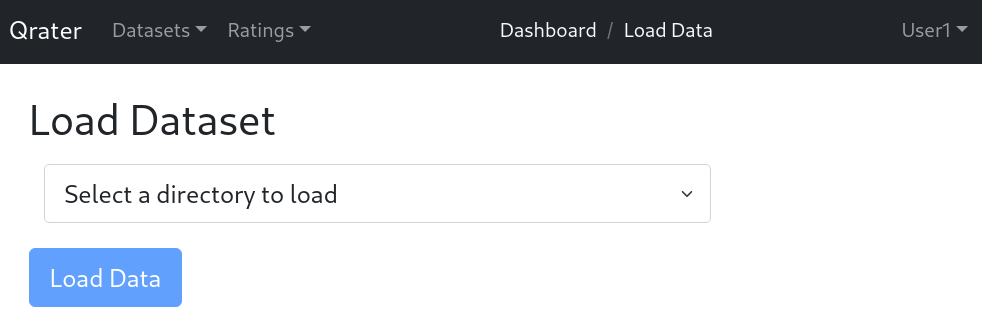 Qrater Datasets Ratings Dashboard / Load Data User1
Load Dataset
Select a directory to load
Load Data